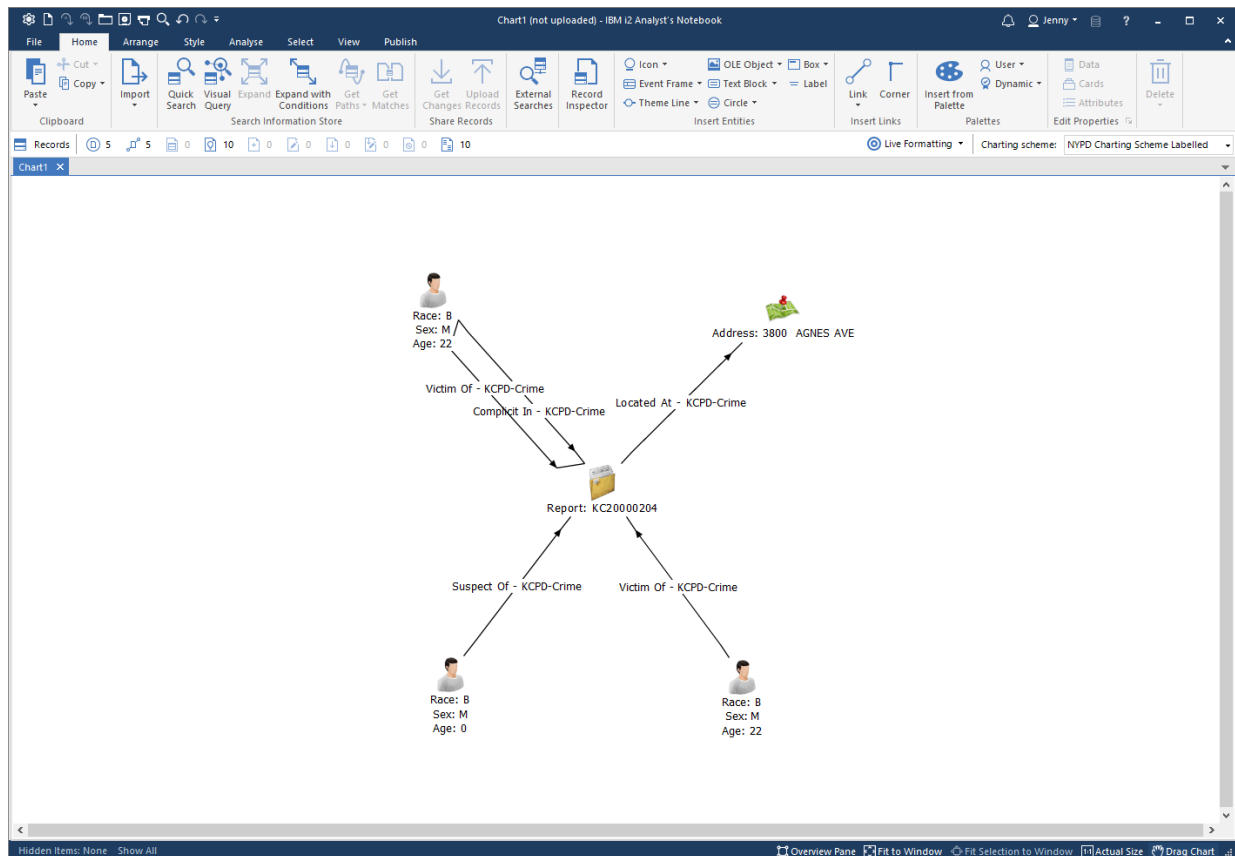 Chart1 (not uploaded) - IBM i2 Analyst's Notebook
Jenny
?
File Home Arrange Style Analyse Select View Publish
Paste
Cut
Copy
Clipboard
Import
Quick Search
Visual Query
Expand
Expand with Conditions
Get Paths
Get Matches
Search Information Store
Get Changes
Upload Records
Share Records
External Searches
Record Inspector
Icon
Event Frame
Theme Line
OLE Object
Text Block
Circle
Box
Label
Insert Entities
Link
Corner
Insert Links
Insert from Palette
User
Dynamic
Palettes
Data
Cards
Attributes
Edit Properties
Delete
Records 5 5 0 10 0 0 0 0 0 10
Live Formatting
Charting scheme: NYPD Charting Scheme Labelled
Chart1
Race: B
Sex: M
Age: 22
Address: 3800 AGNES AVE
Victim Of - KCPD-Crime
Complicit In - KCPD-Crime
Located At - KCPD-Crime
Report: KC20000204
Suspect Of - KCPD-Crime
Victim Of - KCPD-Crime
Race: B
Sex: M
Age: 0
Race: B
Sex: M
Age: 22
Hidden Items: None Show All
Overview Pane Fit to Window Fit Selection to Window Actual Size Drag Chart